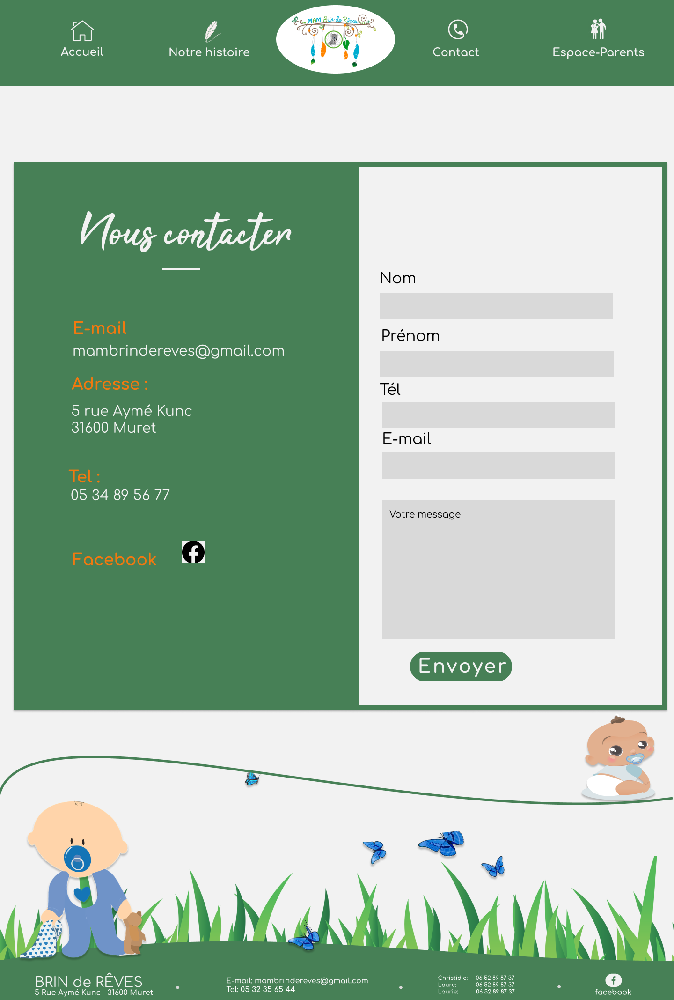 Accueil
Notre histoire
MAM Brin de Rêves
Contact
Espace-Parents
Nous contacter
E-mail
mambrindereves@gmail.com
Adresse :
5 rue Aymé Kunc
31600 Muret
Tel :
05 34 89 56 77
Facebook
Nom
Prénom
Tél
E-mail
Votre message
Envoyer
BRIN de RÊVES
5 Rue Aymé Kunc 31600 Muret
E-mail: mambrindereves@gmail.com
Tel: 05 32 35 65 44
Christidie: 06 52 89 87 37
Laure: 06 52 89 87 37
Laurie: 06 52 89 87 37
facebook